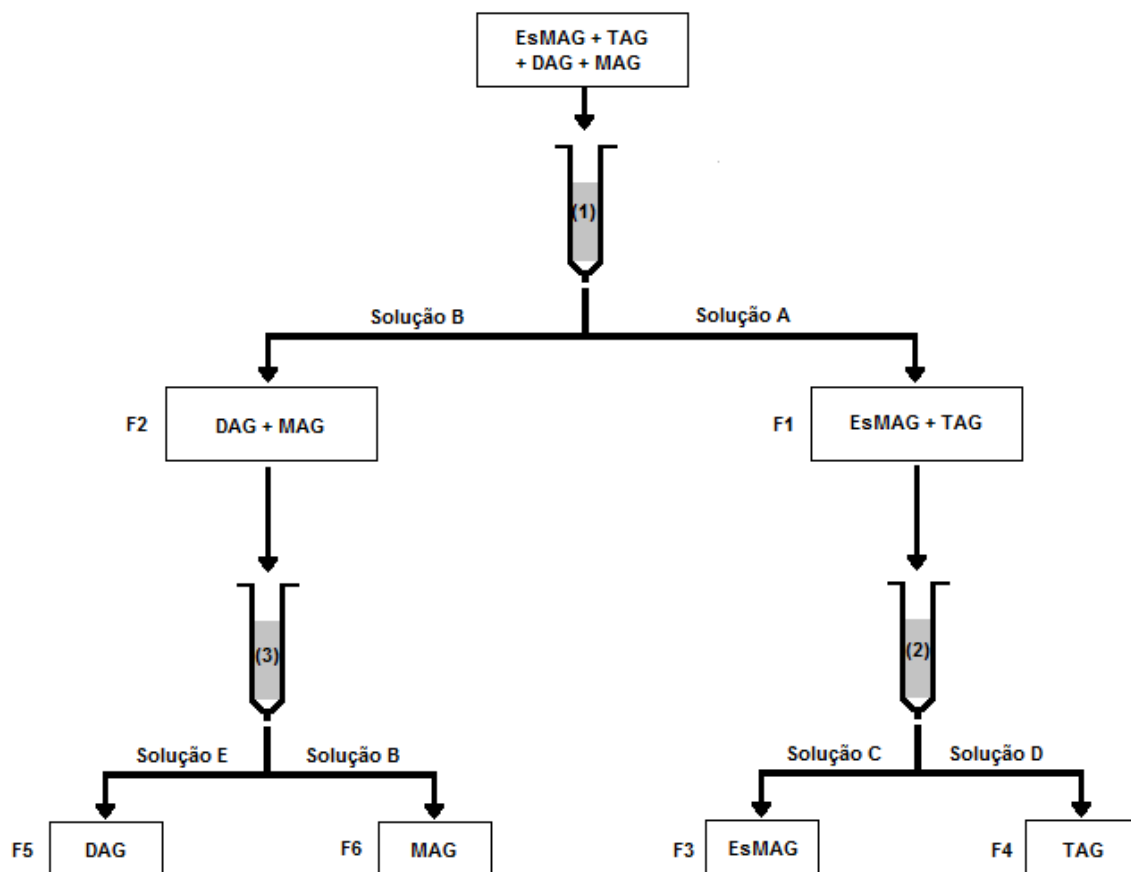 EsMAG + TAG
+ DAG + MAG
(1)
Solução B
Solução A
F2
DAG + MAG
F1
EsMAG + TAG
(3)
(2)
Solução E
Solução B
Solução C
Solução D
F5
DAG
F6
MAG
F3
EsMAG
F4
TAG